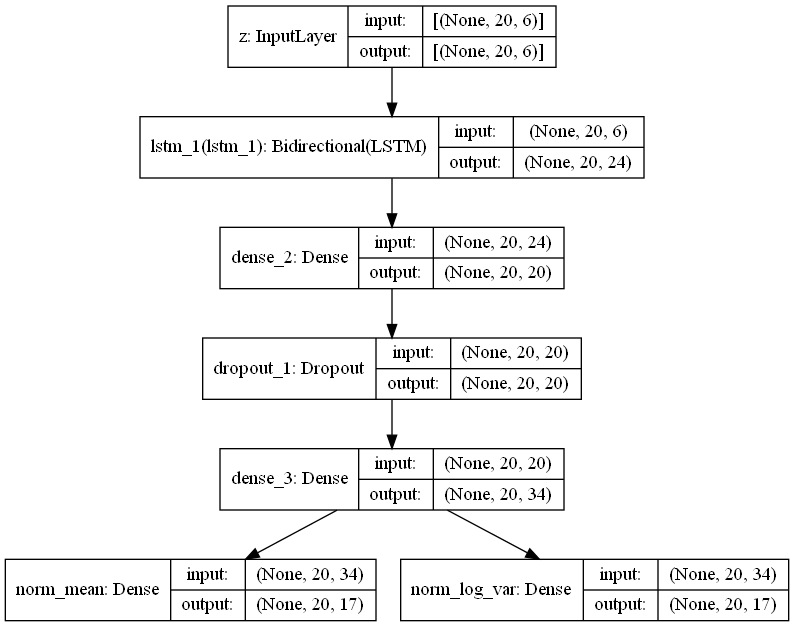 z: InputLayer
input:
[(None, 20, 6)]
output:
[(None, 20, 6)]
lstm_1(lstm_1): Bidirectional(LSTM)
input:
(None, 20, 6)
output:
(None, 20, 24)
dense_2: Dense
input:
(None, 20, 24)
output:
(None, 20, 20)
dropout_1: Dropout
input:
(None, 20, 20)
output:
(None, 20, 20)
dense_3: Dense
input:
(None, 20, 20)
output:
(None, 20, 34)
norm_mean: Dense
input:
(None, 20, 34)
output:
(None, 20, 17)
norm_log_var: Dense
input:
(None, 20, 34)
output:
(None, 20, 17)